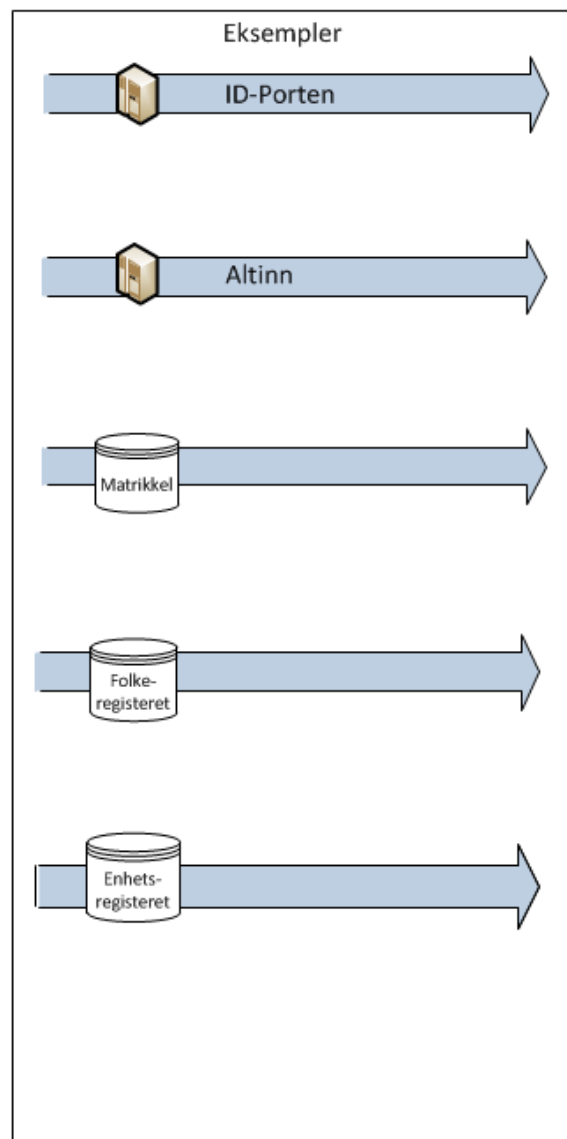 Eksempler
ID-Porten
Altinn
Matrikkel
Folke-
registeret
Enhets-
registeret